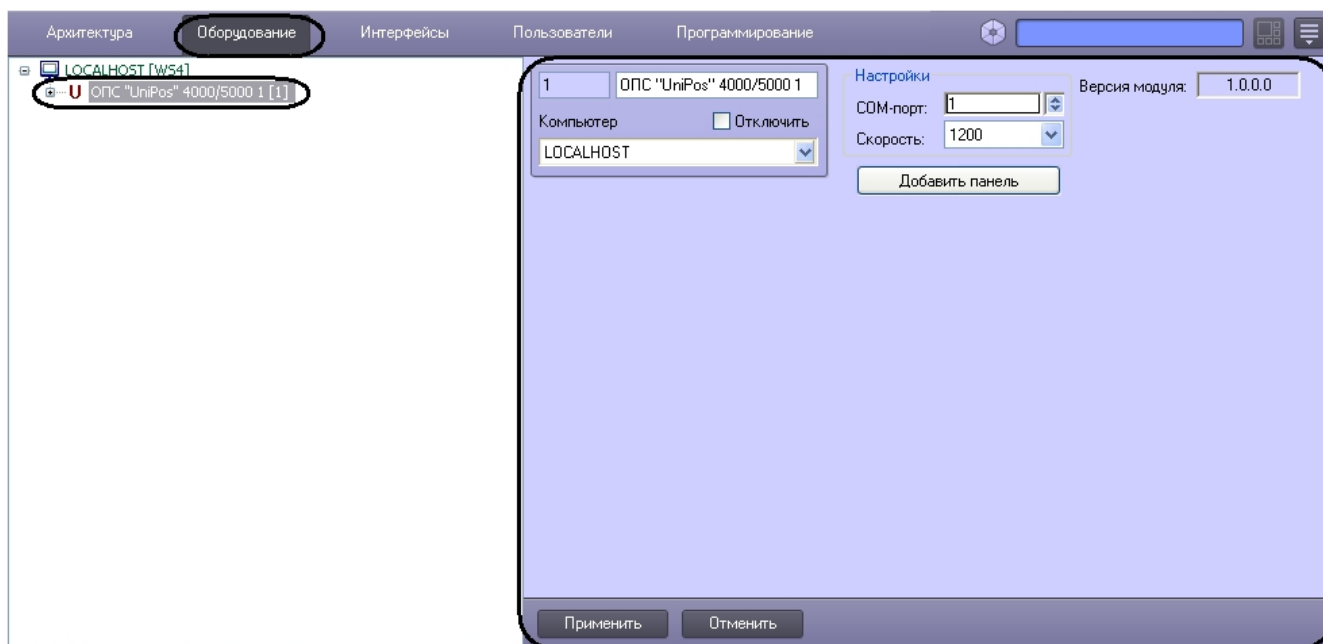 Архитектура Оборудование Интерфейсы Пользователи Программирование
LOCALHOST [WS4]
U ОПС "UniPos" 4000/5000 1 [1]
1 ОПС "UniPos" 4000/5000 1
Компьютер Отключить
LOCALHOST
Настройки
COM-порт: 1
Скорость: 1200
Добавить панель
Версия модуля: 1.0.0.0
Применить Отменить